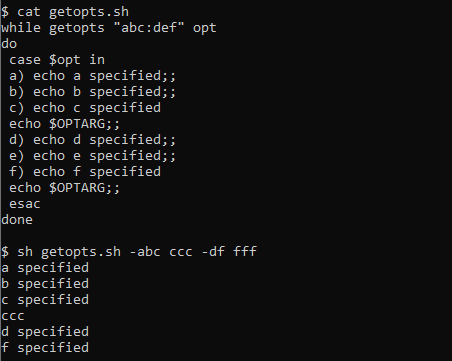 $ cat getopts.sh
while getopts "abc:def" opt
do
 case $opt in
 a) echo a specified;;
 b) echo b specified;;
 c) echo c specified
 echo $OPTARG;;
 d) echo d specified;;
 e) echo e specified;;
 f) echo f specified
 echo $OPTARG;;
 esac
done

$ sh getopts.sh -abc ccc -df fff
a specified
b specified
c specified
ccc
d specified
f specified